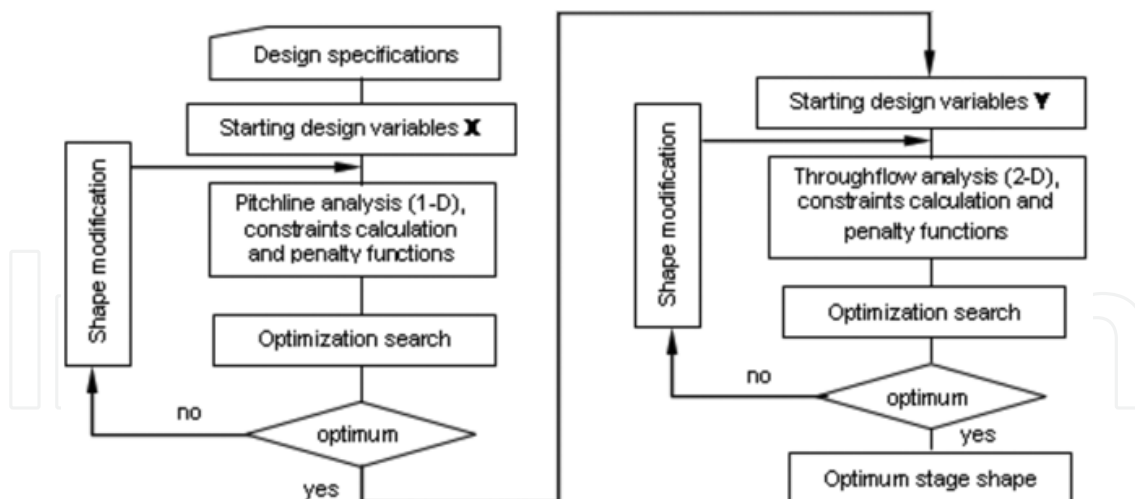 Design specifications
Starting design variables X
Shape modification
Pitchline analysis (1-D),
constraints calculation
and penalty functions
Optimization search
no
optimum
yes
Starting design variables Y
Shape modification
Throughflow analysis (2-D),
constraints calculation and
penalty functions
Optimization search
no
optimum
yes
Optimum stage shape